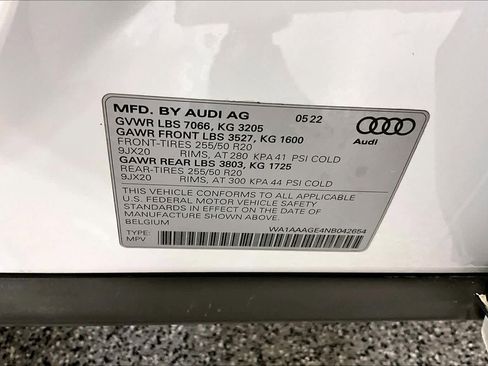 MFD. BY AUDI AG 05 22
GVWR LBS 7066, KG 3205
GAWR FRONT LBS 3527, KG 1600
FRONT-TIRES 255/50 R20
9JX20 RIMS, AT 280 KPA 41 PSI COLD
GAWR REAR LBS 3803, KG 1725
REAR-TIRES 255/50 R20
9JX20 RIMS, AT 300 KPA 44 PSI COLD
Audi
THIS VEHICLE CONFORMS TO ALL APPLICABLE
U.S. FEDERAL MOTOR VEHICLE SAFETY
STANDARDS IN EFFECT ON THE DATE OF
MANUFACTURE SHOWN ABOVE.
BELGIUM
WA1AAAGE4NB042654
TYPE:
MPV